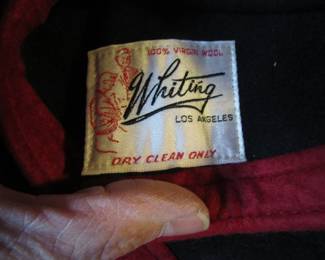 100% VIRGIN WOOL
Whiting
LOS ANGELES
DRY CLEAN ONLY